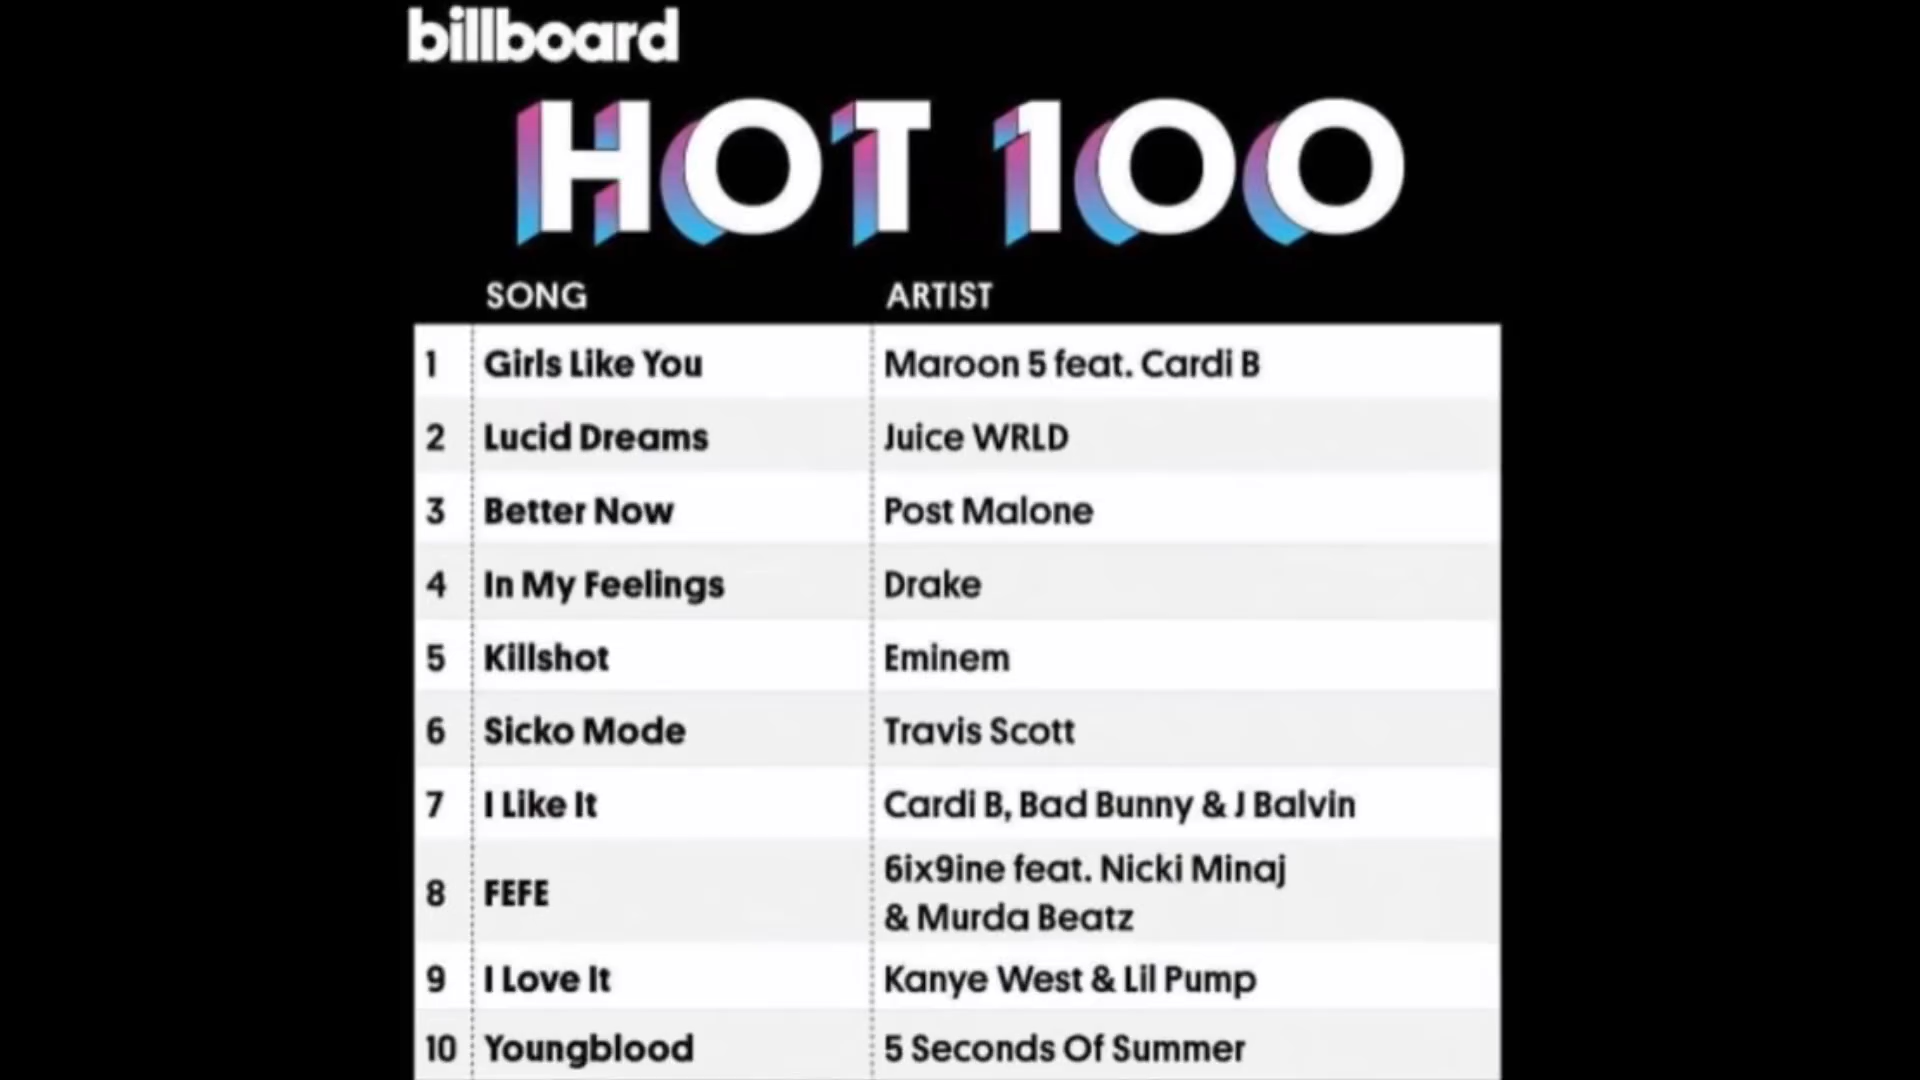 billboard
HOT 100
SONG ARTIST
1 Girls Like You Maroon 5 feat. Cardi B
2 Lucid Dreams Juice WRLD
3 Better Now Post Malone
4 In My Feelings Drake
5 Killshot Eminem
6 Sicko Mode Travis Scott
7 I Like It Cardi B, Bad Bunny & J Balvin
8 FEFE 6ix9ine feat. Nicki Minaj
& Murda Beatz
9 I Love It Kanye West & Lil Pump
10 Youngblood 5 Seconds Of Summer